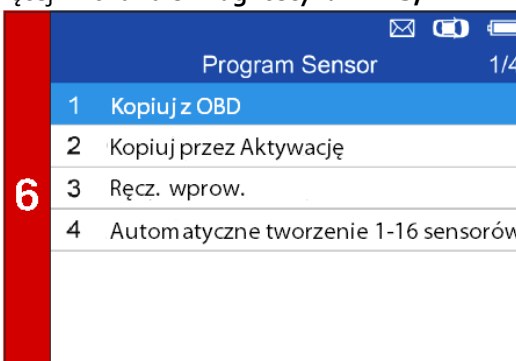 Program Sensor 1/4
6
1 Kopiuj z OBD
2 Kopiuj przez Aktywację
3 Ręcz. wprow.
4 Automatyczne tworzenie 1-16 sensorów